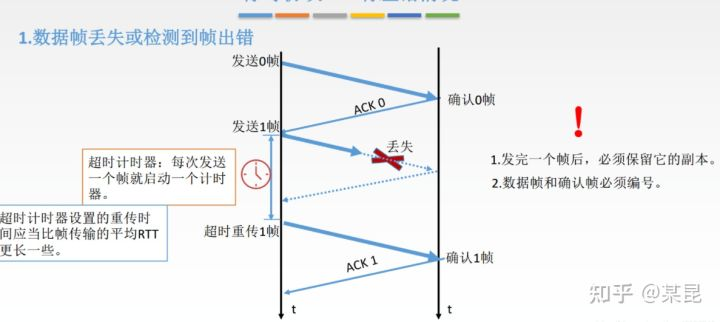 1.数据帧丢失或检测到帧出错
发送0帧
确认0帧
ACK 0
发送1帧
丢失
超时计时器：每次发送
一个帧就启动一个计时
器。
1.发完一个帧后，必须保留它的副本。
2.数据帧和确认帧必须编号。
超时计时器设置的重传时
间应当比帧传输的平均RTT
更长一些。
超时重传1帧
确认1帧
ACK 1
t
t
知乎 @某昆